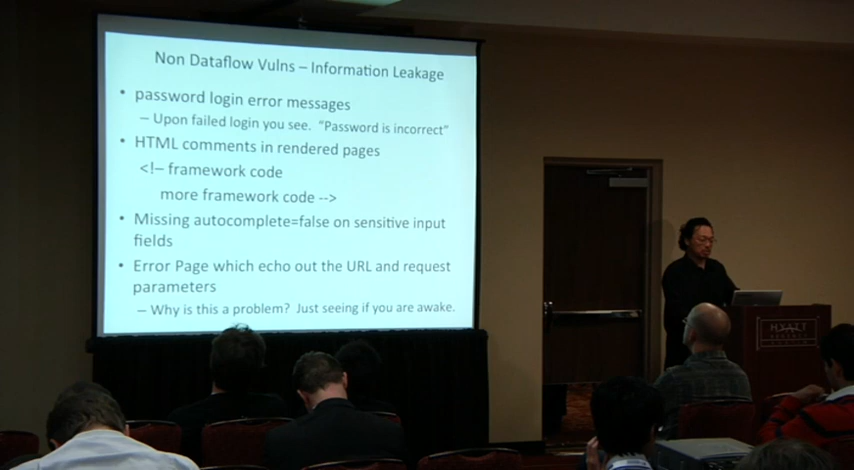 Non Dataflow Vulns – Information Leakage
• password login error messages
– Upon failed login you see. "Password is incorrect"
• HTML comments in rendered pages
<!– framework code
more framework code -->
• Missing autocomplete=false on sensitive input
fields
• Error Page which echo out the URL and request
parameters
– Why is this a problem? Just seeing if you are awake.
HYATT